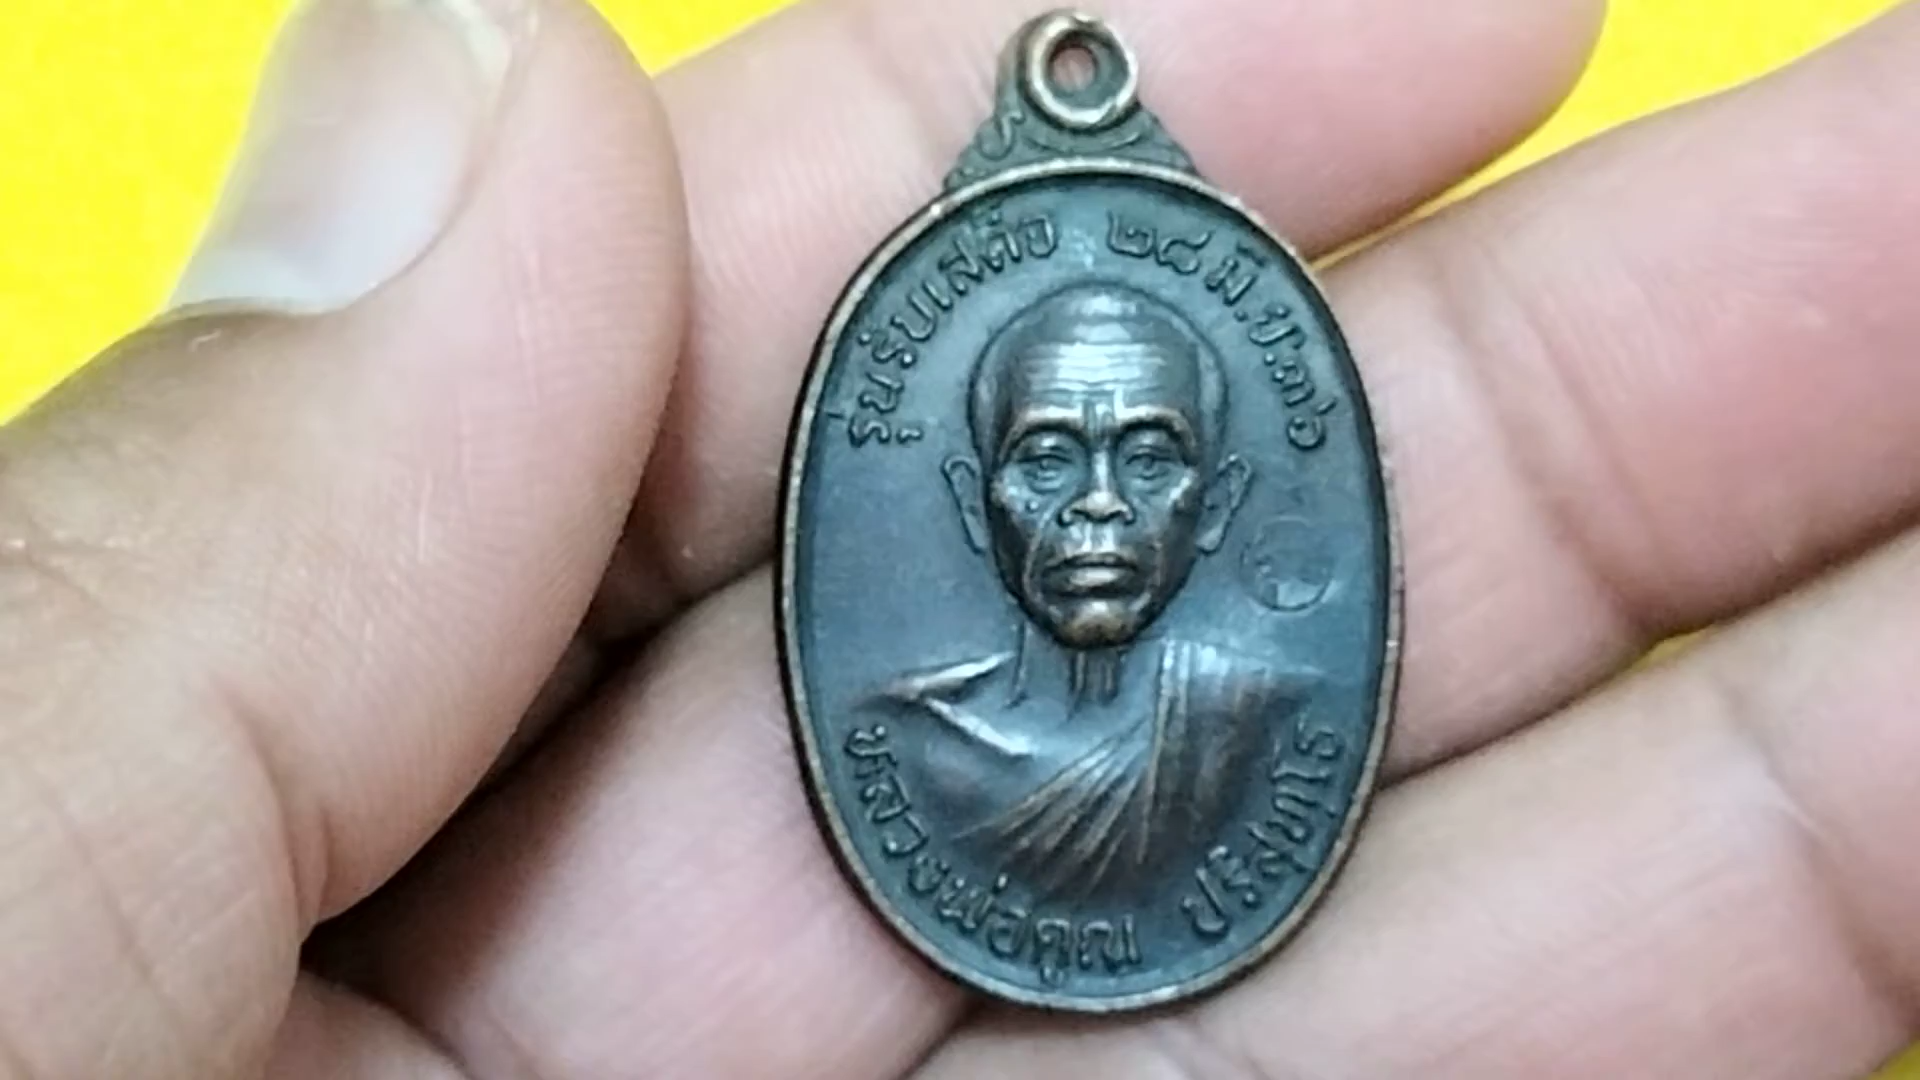 รุ่นรับเสด็จ ๒๘ มี.ย.๓๖
หลวงพ่อคูณ ปริสุทฺโธ